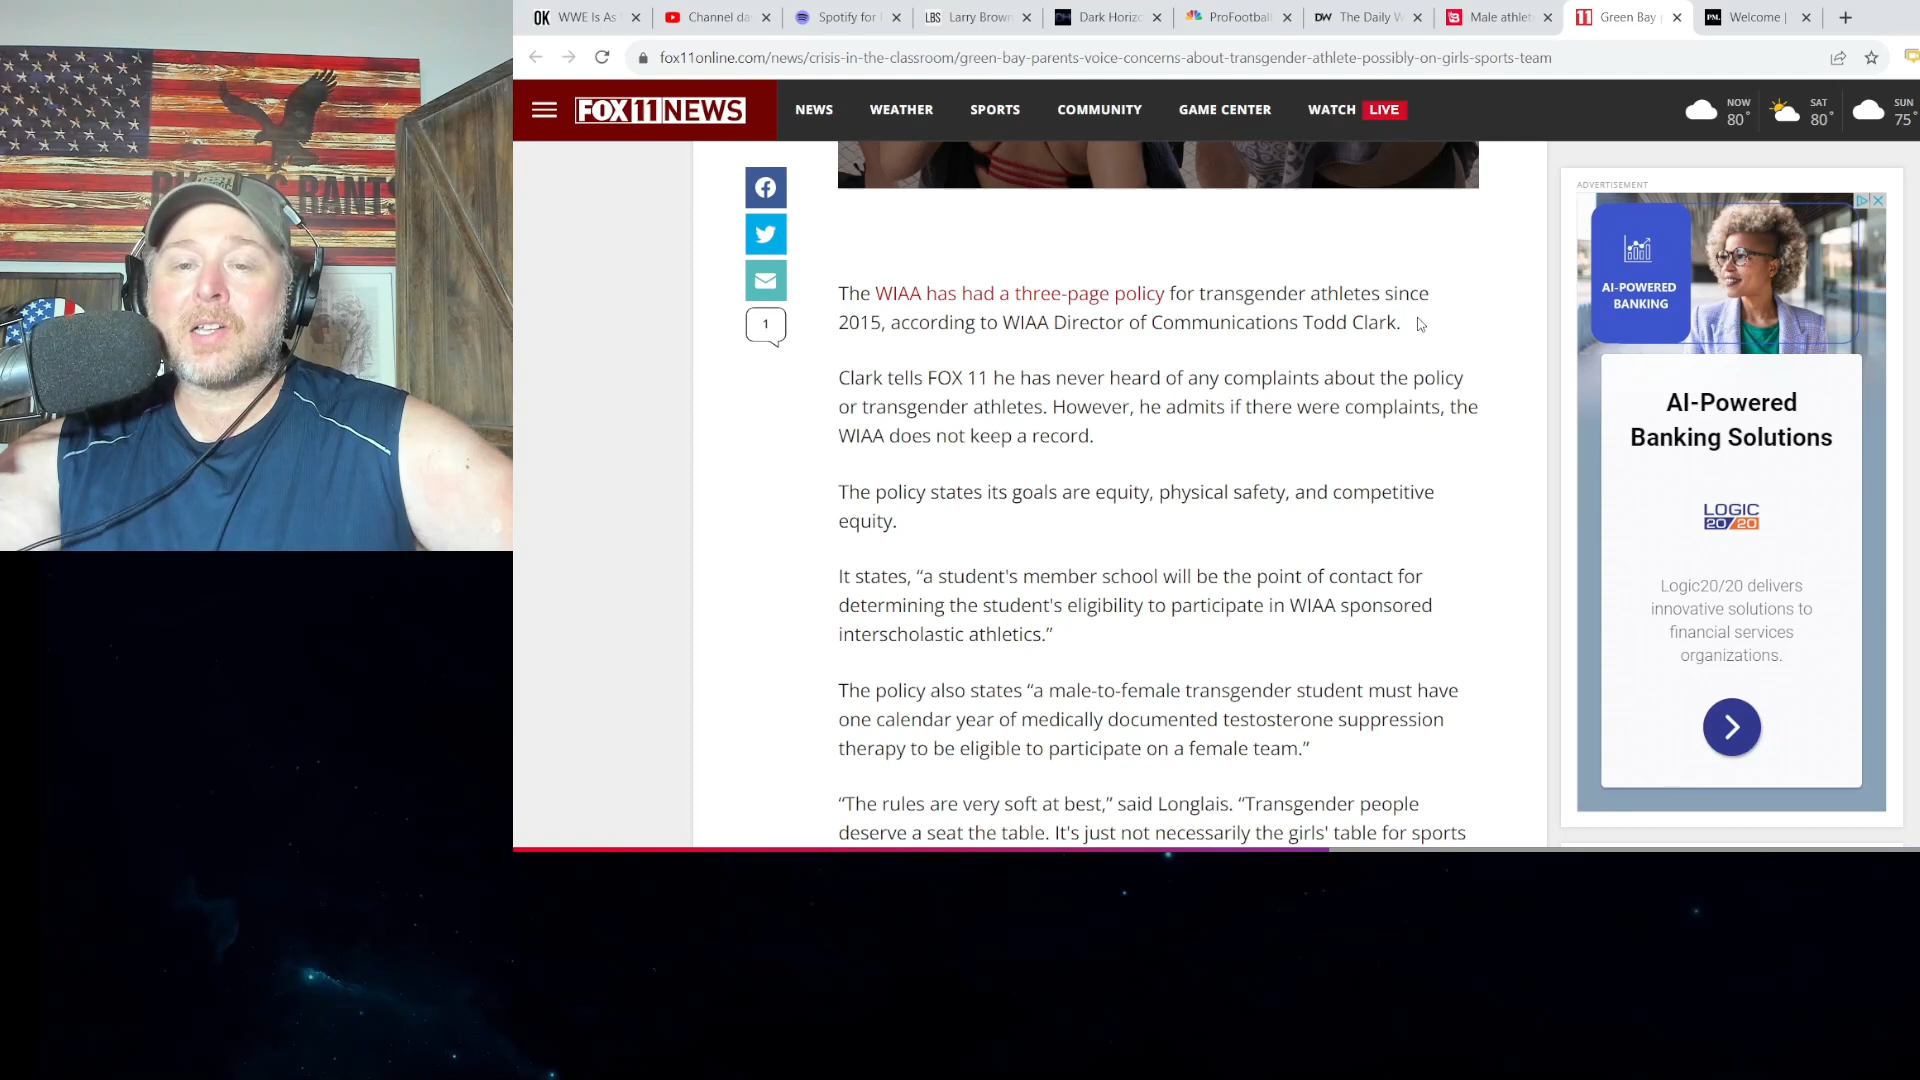 WWE Is As
Channel da
Spotify for
LBS Larry Brown
Dark Horiz
ProFootball
DW The Daily W
Male athlet
Green Bay
PM. Welcome |
fox11online.com/news/crisis-in-the-classroom/green-bay-parents-voice-concerns-about-transgender-athlete-possibly-on-girls-sports-team
FOX 11 NEWS
NEWS WEATHER SPORTS COMMUNITY GAME CENTER WATCH LIVE
NOW 80°
SAT 80°
SUN 75°
RANTS
1
The WIAA has had a three-page policy for transgender athletes since
2015, according to WIAA Director of Communications Todd Clark.
Clark tells FOX 11 he has never heard of any complaints about the policy
or transgender athletes. However, he admits if there were complaints, the
WIAA does not keep a record.
The policy states its goals are equity, physical safety, and competitive
equity.
It states, “a student's member school will be the point of contact for
determining the student's eligibility to participate in WIAA sponsored
interscholastic athletics.”
The policy also states “a male-to-female transgender student must have
one calendar year of medically documented testosterone suppression
therapy to be eligible to participate on a female team.”
“The rules are very soft at best,” said Longlais. “Transgender people
deserve a seat the table. It's just not necessarily the girls' table for sports
ADVERTISEMENT
AI-POWERED
BANKING
AI-Powered
Banking Solutions
LOGIC
20/20
Logic20/20 delivers
innovative solutions to
financial services
organizations.